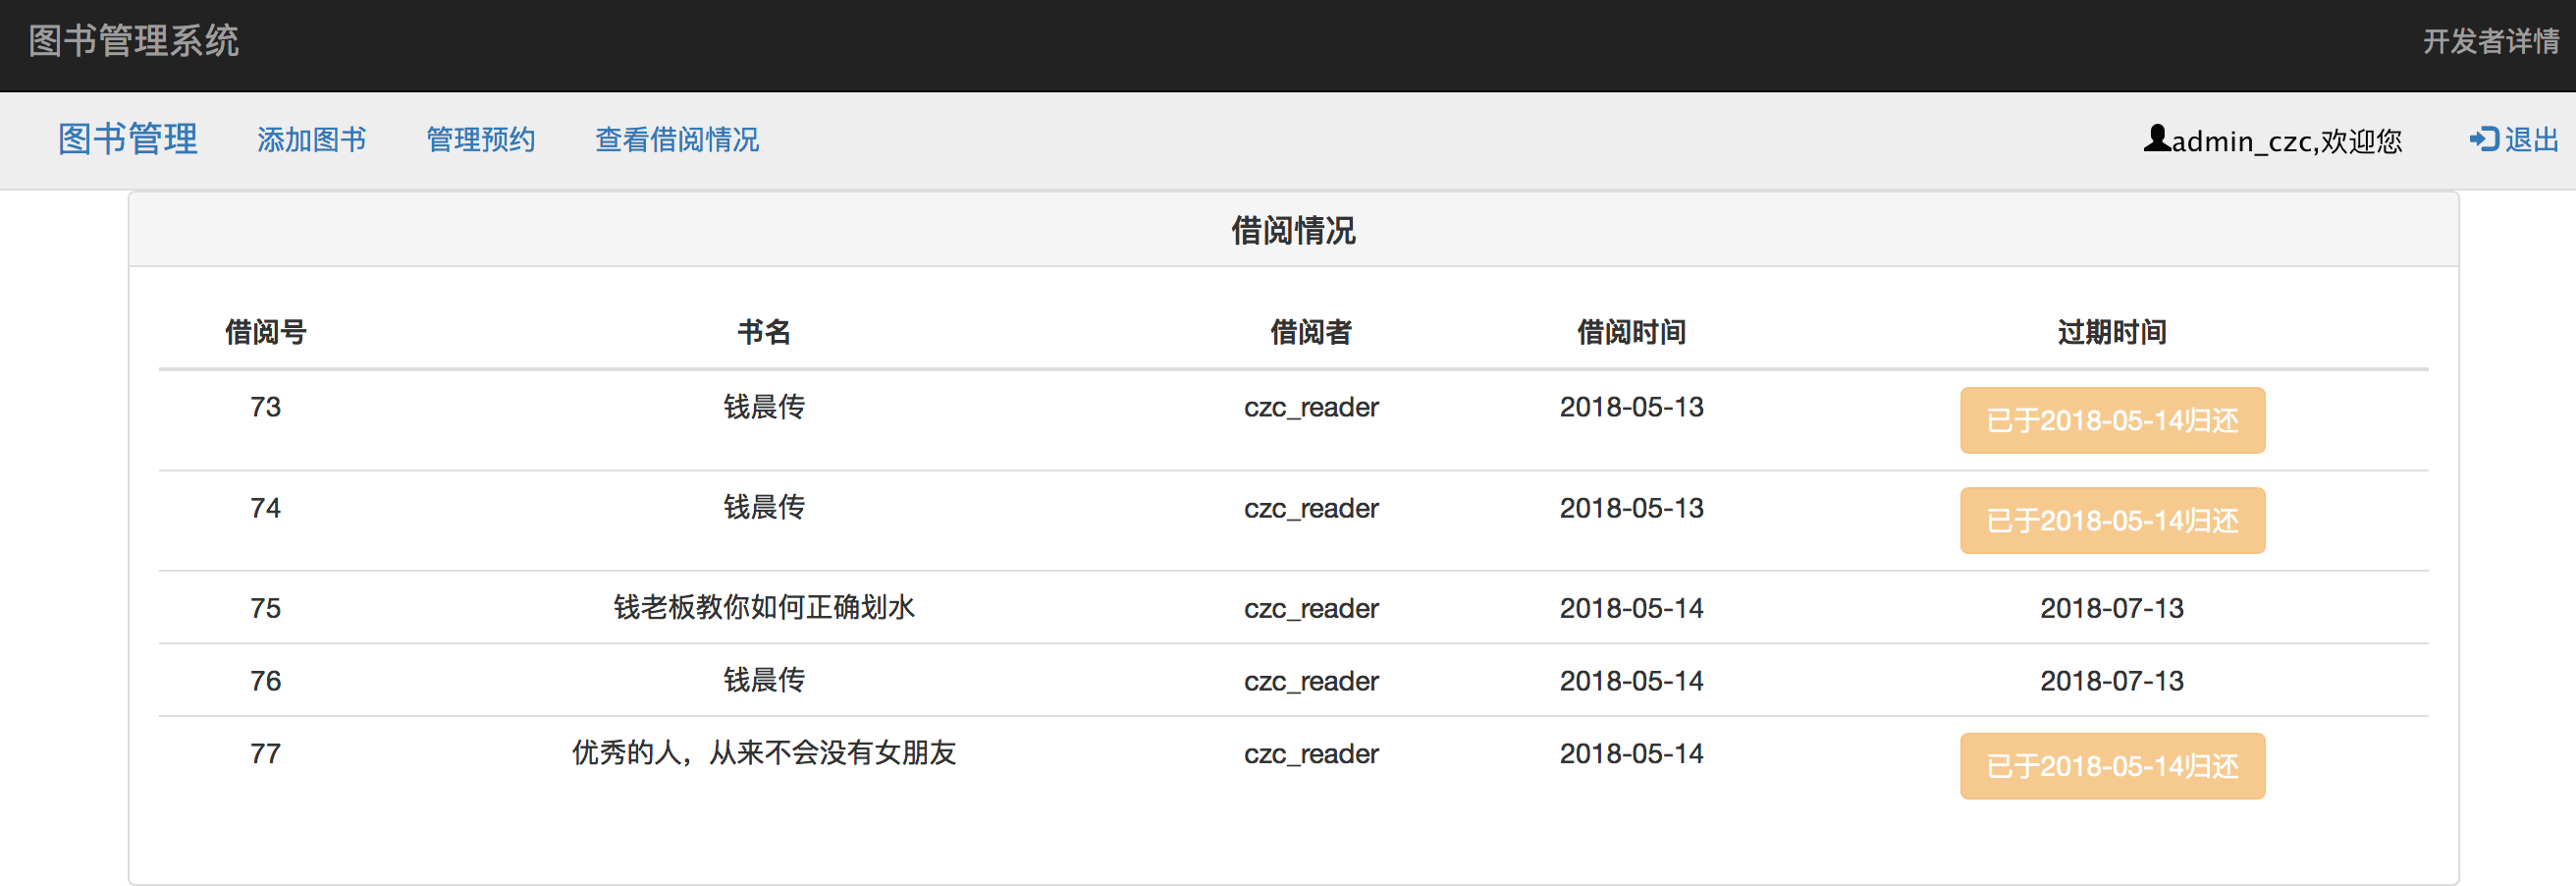 图书管理系统 开发者详情
图书管理 添加图书 管理预约 查看借阅情况 admin_czc,欢迎您 退出
借阅情况
借阅号 书名 借阅者 借阅时间 过期时间
73 钱晨传 czc_reader 2018-05-13 已于2018-05-14归还
74 钱晨传 czc_reader 2018-05-13 已于2018-05-14归还
75 钱老板教你如何正确划水 czc_reader 2018-05-14 2018-07-13
76 钱晨传 czc_reader 2018-05-14 2018-07-13
77 优秀的人，从来不会没有女朋友 czc_reader 2018-05-14 已于2018-05-14归还